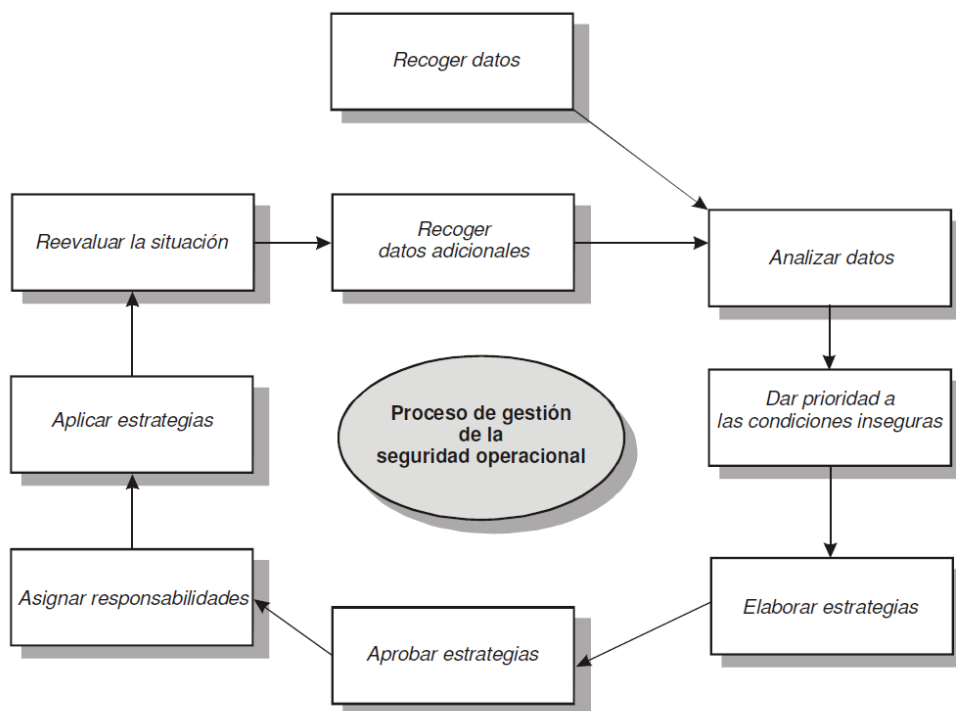 Recoger datos
Reevaluar la situación
Recoger
datos adicionales
Analizar datos
Aplicar estrategias
Proceso de gestión
de la
seguridad operacional
Dar prioridad a
las condiciones inseguras
Asignar responsabilidades
Aprobar estrategias
Elaborar estrategias